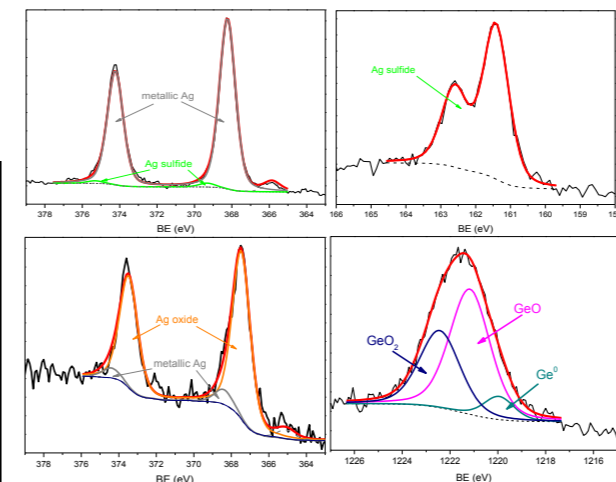 metallic Ag
Ag sulfide
378 376 374 372 370 368 366 364
BE (eV)
Ag sulfide
166 165 164 163 162 161 160 159
BE (eV)
Ag oxide
metallic Ag
378 376 374 372 370 368 366 364
BE (eV)
GeO
GeO₂
Ge⁰
1226 1224 1222 1220 1218 1216
BE (eV)